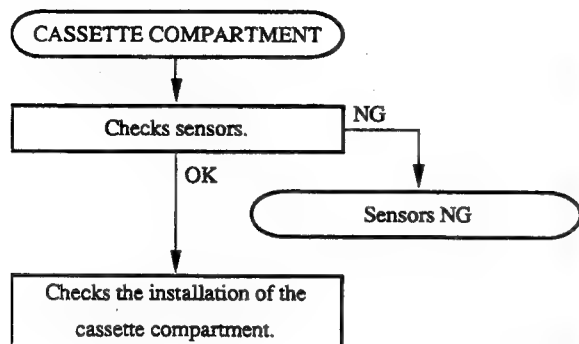 CASSETTE COMPARTMENT
Checks sensors.
NG
OK
Sensors NG
Checks the installation of the
cassette compartment.